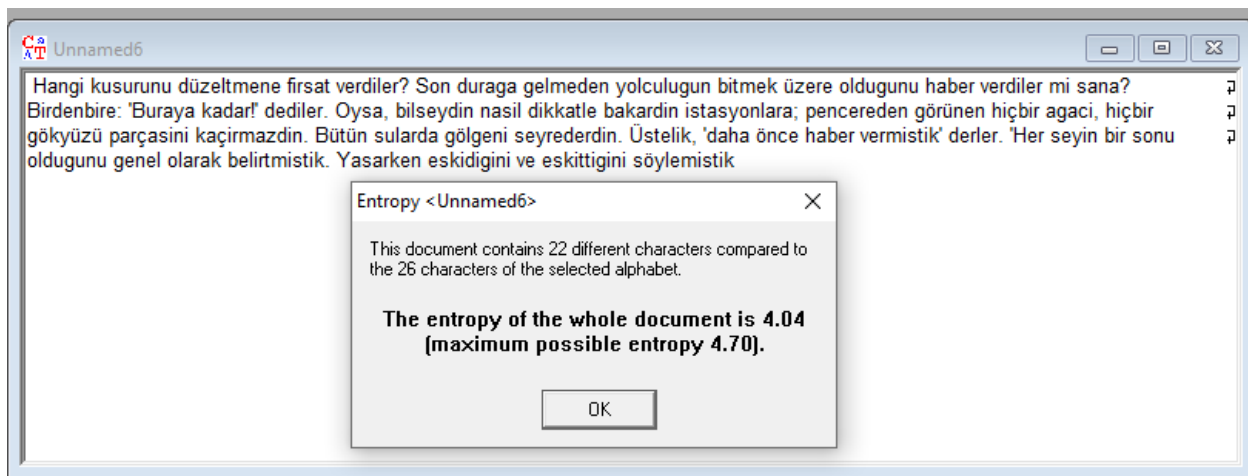 Unnamed6
Hangi kusurunu düzeltmene firsat verdiler? Son duraga gelmeden yolculugun bitmek üzere oldugunu haber verdiler mi sana?
Birdenbire: 'Buraya kadar!' dediler. Oysa, bilseydin nasil dikkatle bakardin istasyonlara; pencereden görünen hiçbir agaci, hiçbir
gökyüzü parçasini kaçirmazdin. Bütün sularda gölgeni seyrederdin. Üstelik, 'daha önce haber vermistik' derler. 'Her seyin bir sonu
oldugunu genel olarak belirtmistik. Yasarken eskidigini ve eskittigini söylemistik
Entropy <Unnamed6>
This document contains 22 different characters compared to
the 26 characters of the selected alphabet.
The entropy of the whole document is 4.04
(maximum possible entropy 4.70).
OK